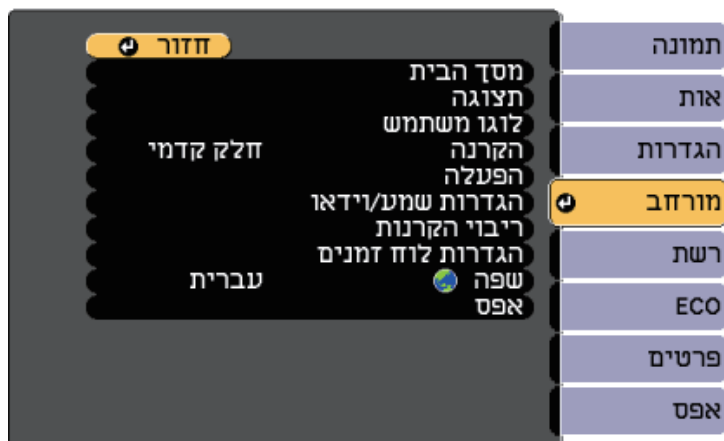 תמונה
אות
הגדרות
מורחב
רשת
ECO
פרטים
אפס
חזור
מסך הבית
תצוגה
לוגו משתמש
הקרנה חלק קדמי
הפעלה
הגדרות שמע/וידאו
ריבוי הקרנות
הגדרות לוח זמנים
שפה עברית
אפס